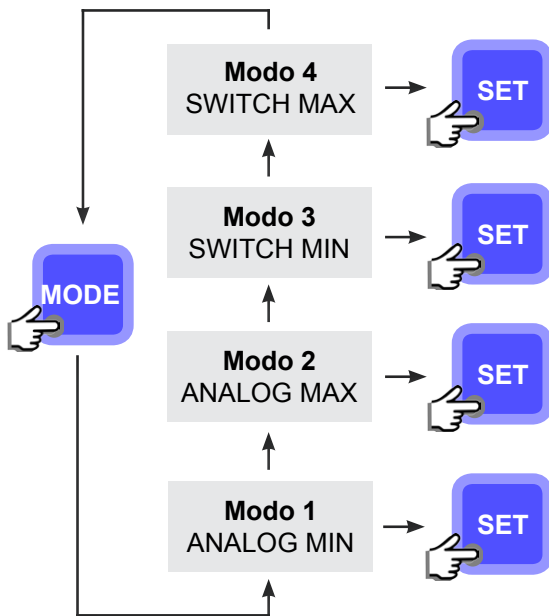 Modo 4
SWITCH MAX
SET
Modo 3
SWITCH MIN
SET
MODE
Modo 2
ANALOG MAX
SET
Modo 1
ANALOG MIN
SET